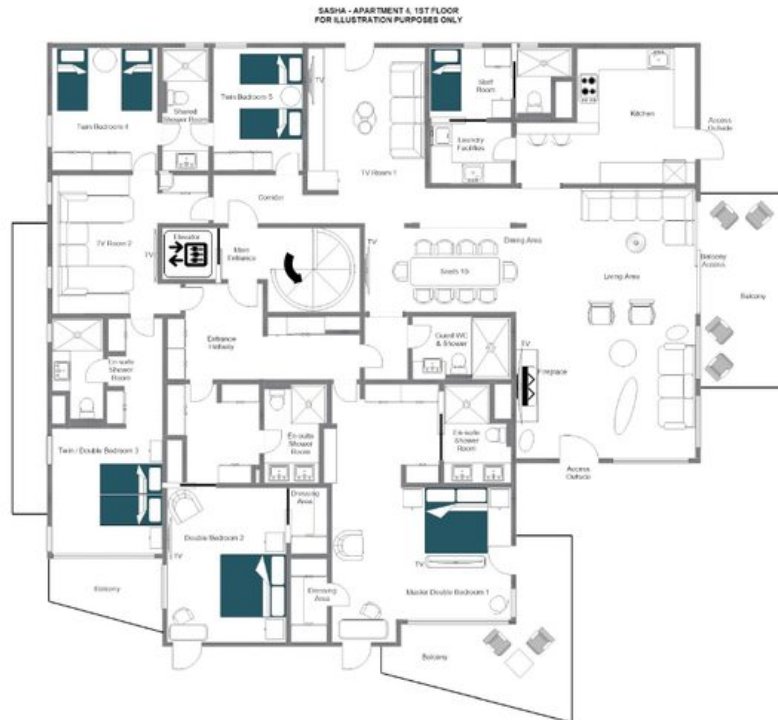 SASHA - APARTMENT 4, 1ST FLOOR
FOR ILLUSTRATION PURPOSES ONLY
Twin Bedroom 4
Shared
Shower Room
Twin Bedroom 5
TV
TV Room 1
Staff
Room
Laundry
Facilities
Kitchen
Access
Outside
Corridor
TV Room 2
TV
Elevator
Main
Entrance
TV
Dining Area
Seats 10
Living Area
Balcony
Access
Balcony
Entrance
Hallway
Guest WC
& Shower
TV
Fireplace
En-suite
Shower
Room
En-suite
Shower
Room
En-suite
Shower
Room
Access
Outside
Twin / Double Bedroom 3
Dressing
Area
Double Bedroom 2
TV
TV
Dressing
Area
Master Double Bedroom 1
Balcony
Balcony